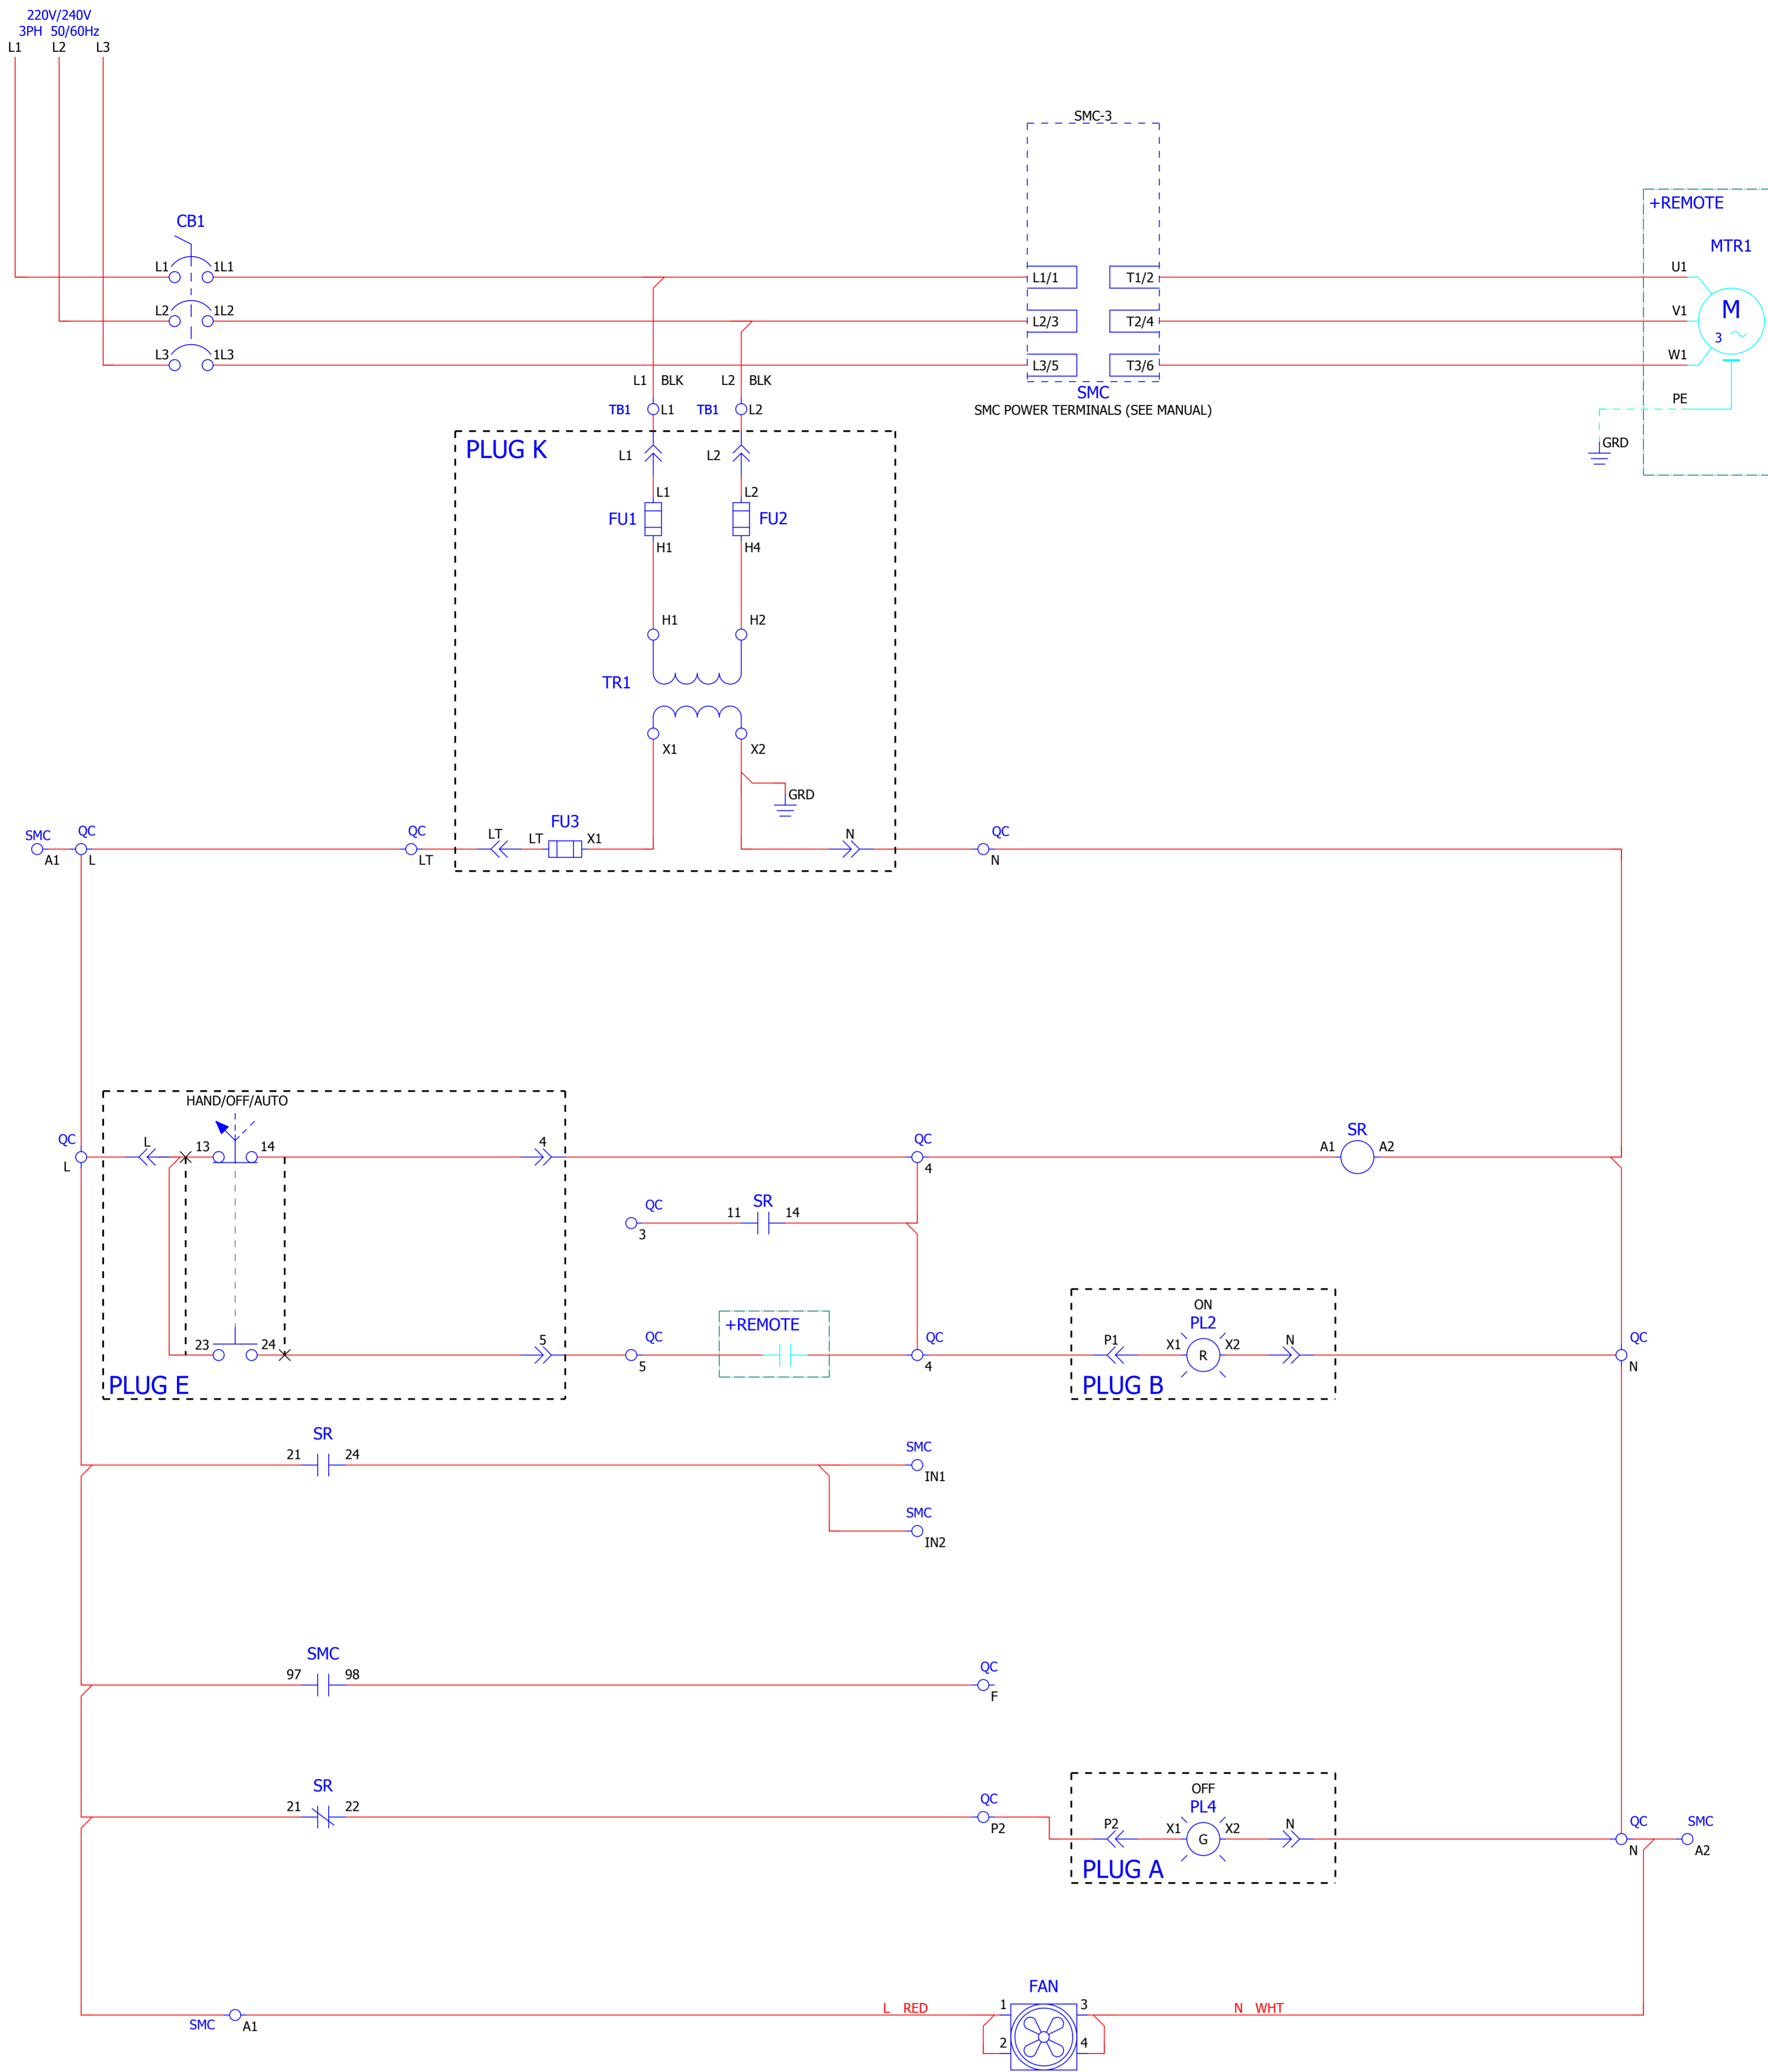 220V/240V
3PH 50/60Hz
L1 L2 L3
SMC-3
+REMOTE
CB1
MTR1
L1 1L1 L1/1 T1/2 U1
L2 1L2 L2/3 T2/4 V1
M
3
L3 1L3 L3/5 T3/6 W1
L1 BLK L2 BLK
SMC
SMC POWER TERMINALS (SEE MANUAL)
PE
TB1 L1 TB1 L2
GRD
PLUG K
L1 L2
L1 L2
FU1 FU2
H1 H4
H1 H2
TR1
X1 X2
GRD
FU3
SMC QC QC LT LT X1 N QC
A1 L LT N
HAND/OFF/AUTO
QC L 13 14 4 QC A1 SR A2
L 4
QC 11 SR 14
3
+REMOTE
ON
PL2
23 24 5 QC P1 X1 R X2 N QC
5 4 N
PLUG E PLUG B
SR SMC
21 24
IN1
SMC
IN2
SMC QC
97 98
F
SR OFF
21 22 QC PL4
P2 P2 X1 G X2 N QC SMC
N A2
PLUG A
FAN
L RED 1 3 N WHT
SMC A1
2 4